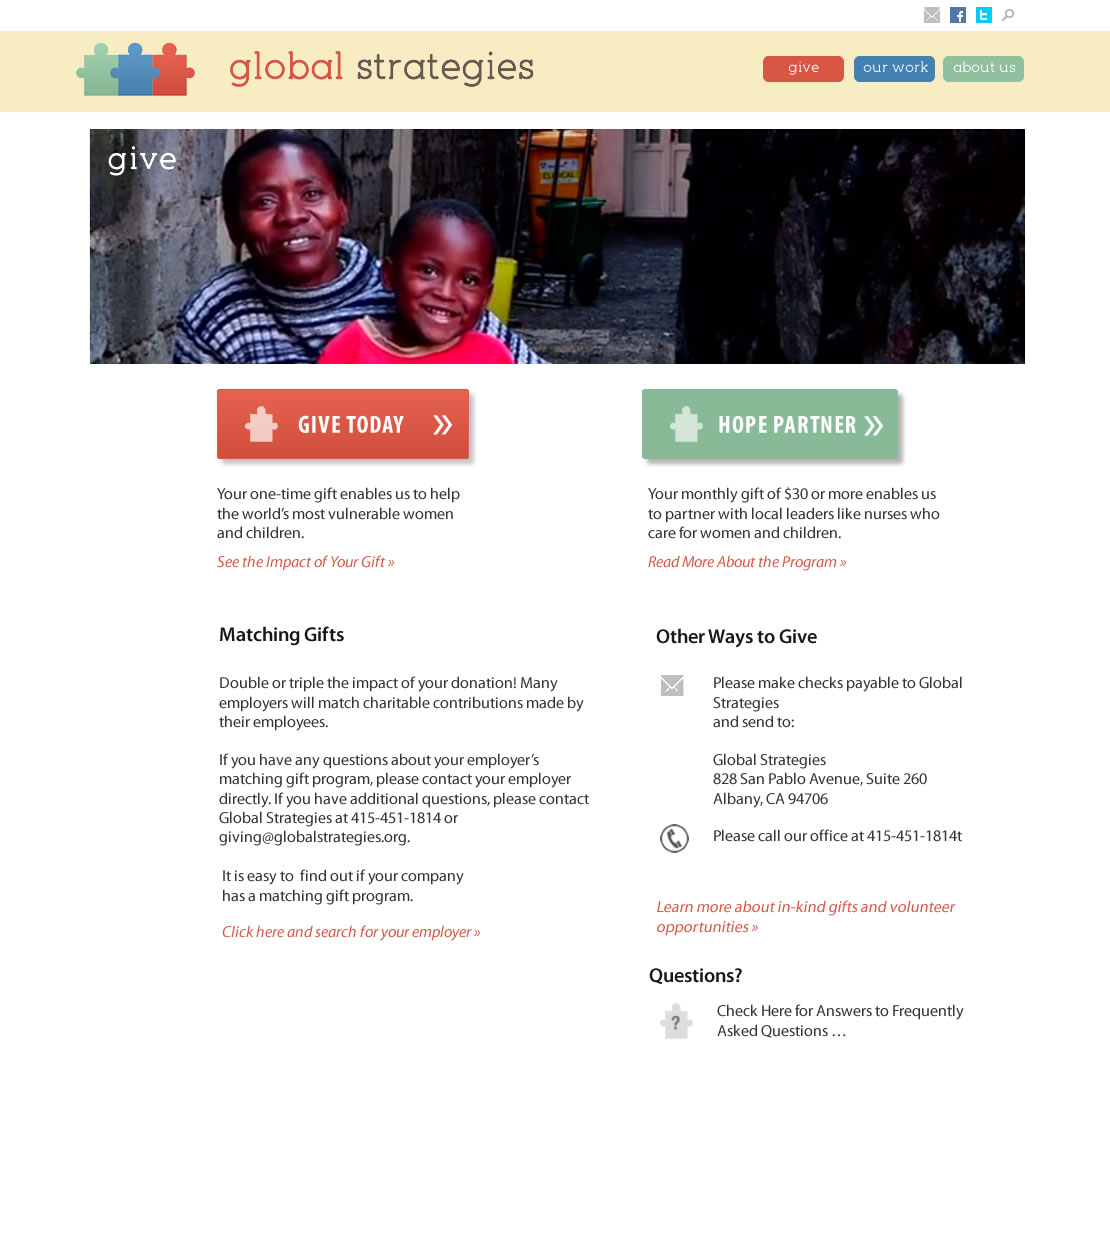 global strategies
give
our work
about us
give
GIVE TODAY »
HOPE PARTNER »
Your one-time gift enables us to help
the world's most vulnerable women
and children.
See the Impact of Your Gift »
Your monthly gift of $30 or more enables us
to partner with local leaders like nurses who
care for women and children.
Read More About the Program »
Matching Gifts
Double or triple the impact of your donation! Many
employers will match charitable contributions made by
their employees.
If you have any questions about your employer's
matching gift program, please contact your employer
directly. If you have additional questions, please contact
Global Strategies at 415-451-1814 or
giving@globalstrategies.org.
It is easy to  find out if your company
has a matching gift program.
Click here and search for your employer »
Other Ways to Give
Please make checks payable to Global
Strategies
and send to:
Global Strategies
828 San Pablo Avenue, Suite 260
Albany, CA 94706
Please call our office at 415-451-1814t
Learn more about in-kind gifts and volunteer
opportunities »
Questions?
?
Check Here for Answers to Frequently
Asked Questions …